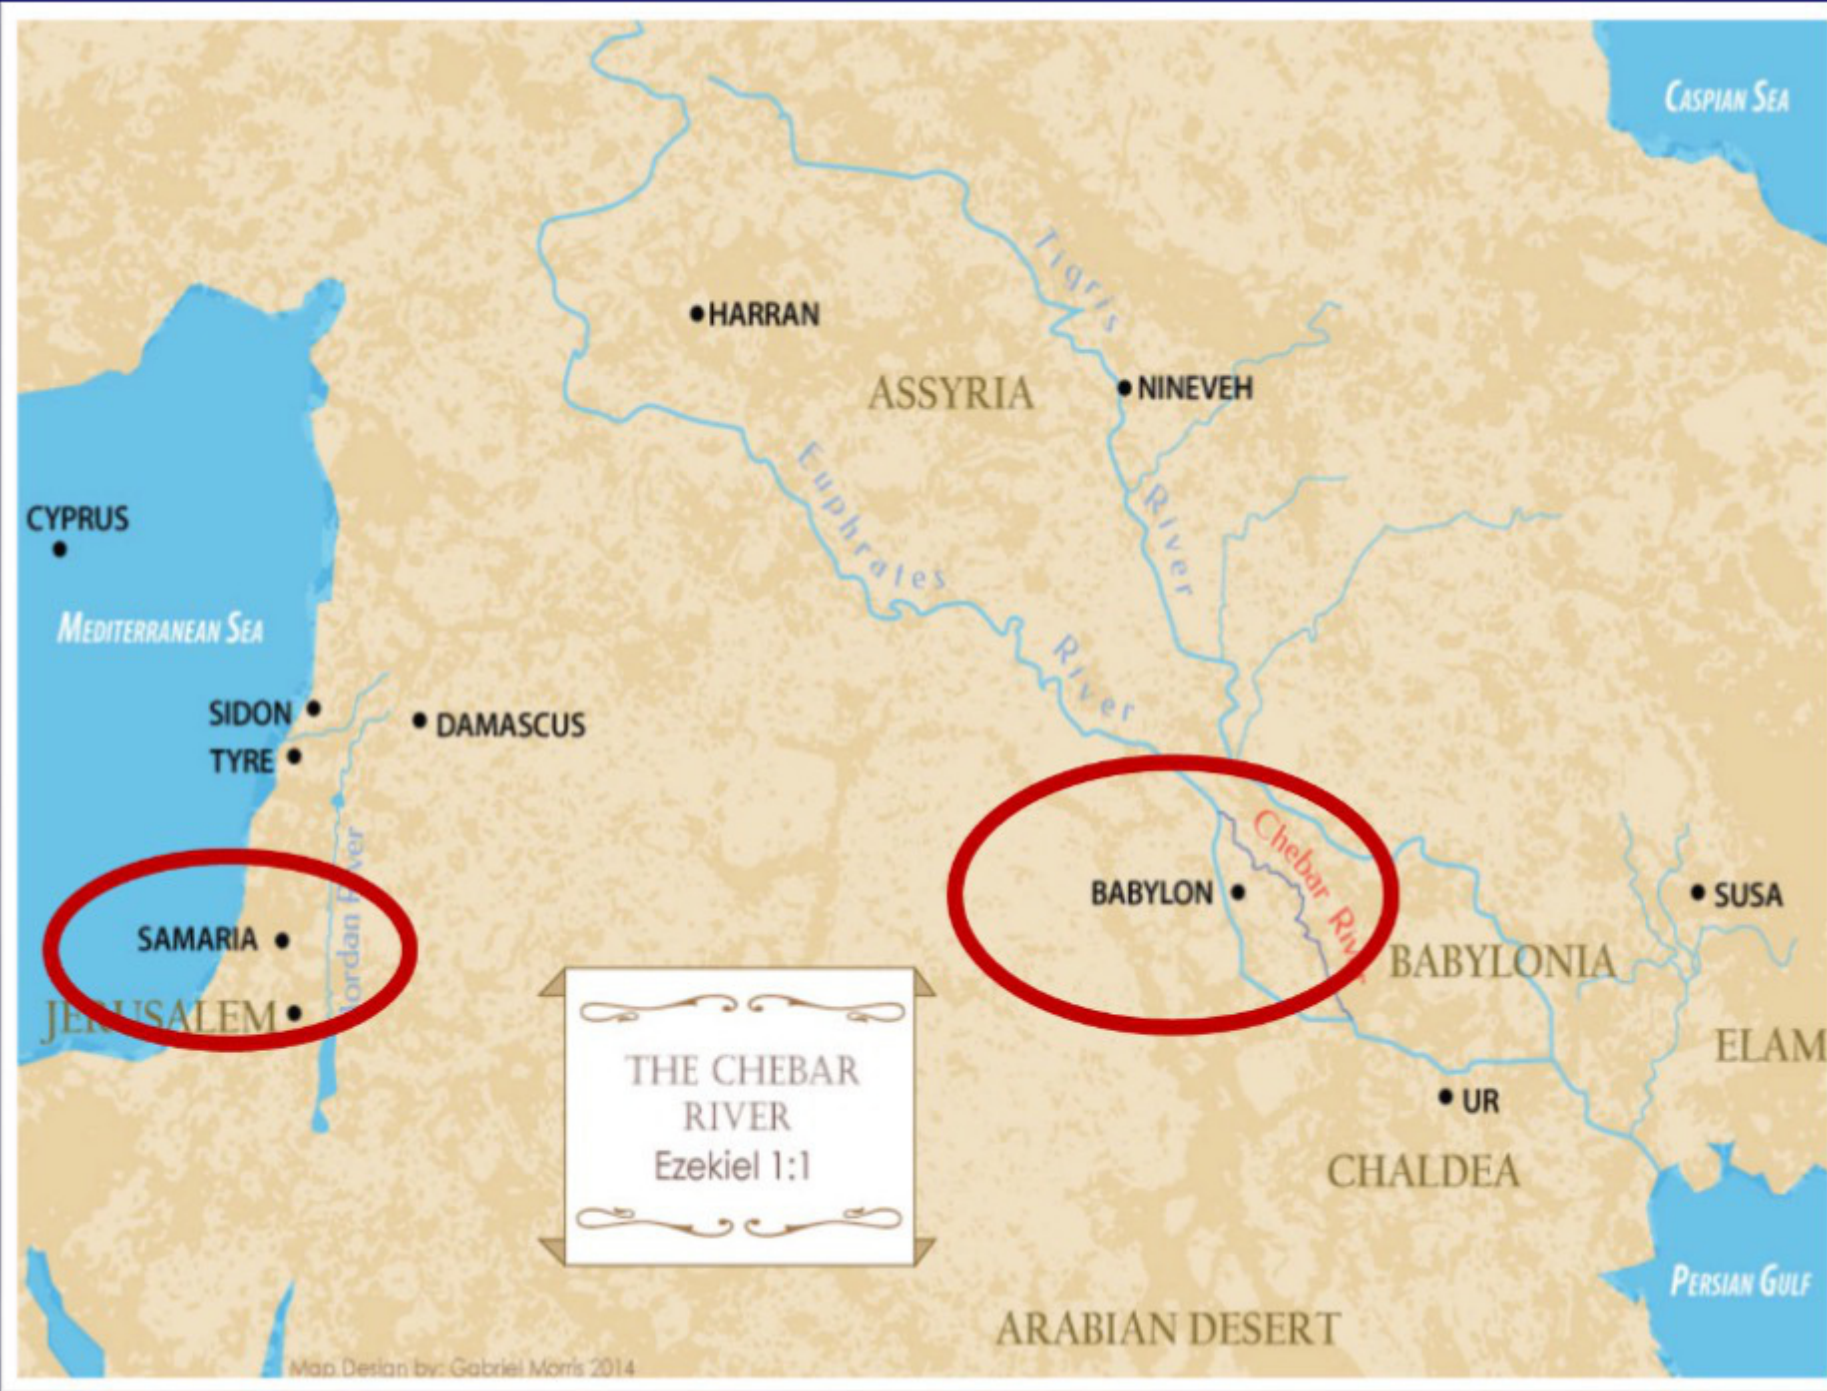 CASPIAN SEA
Tigris
HARRAN
NINEVEH
ASSYRIA
Euphrates
River
CYPRUS
MEDITERRANEAN SEA
River
SIDON
DAMASCUS
TYRE
Chebar River
BABYLON
SUSA
Jordan River
SAMARIA
BABYLONIA
JERUSALEM
ELAM
THE CHEBAR
RIVER
Ezekiel 1:1
UR
CHALDEA
PERSIAN GULF
ARABIAN DESERT
Map Design by: Gabriel Morris 2014